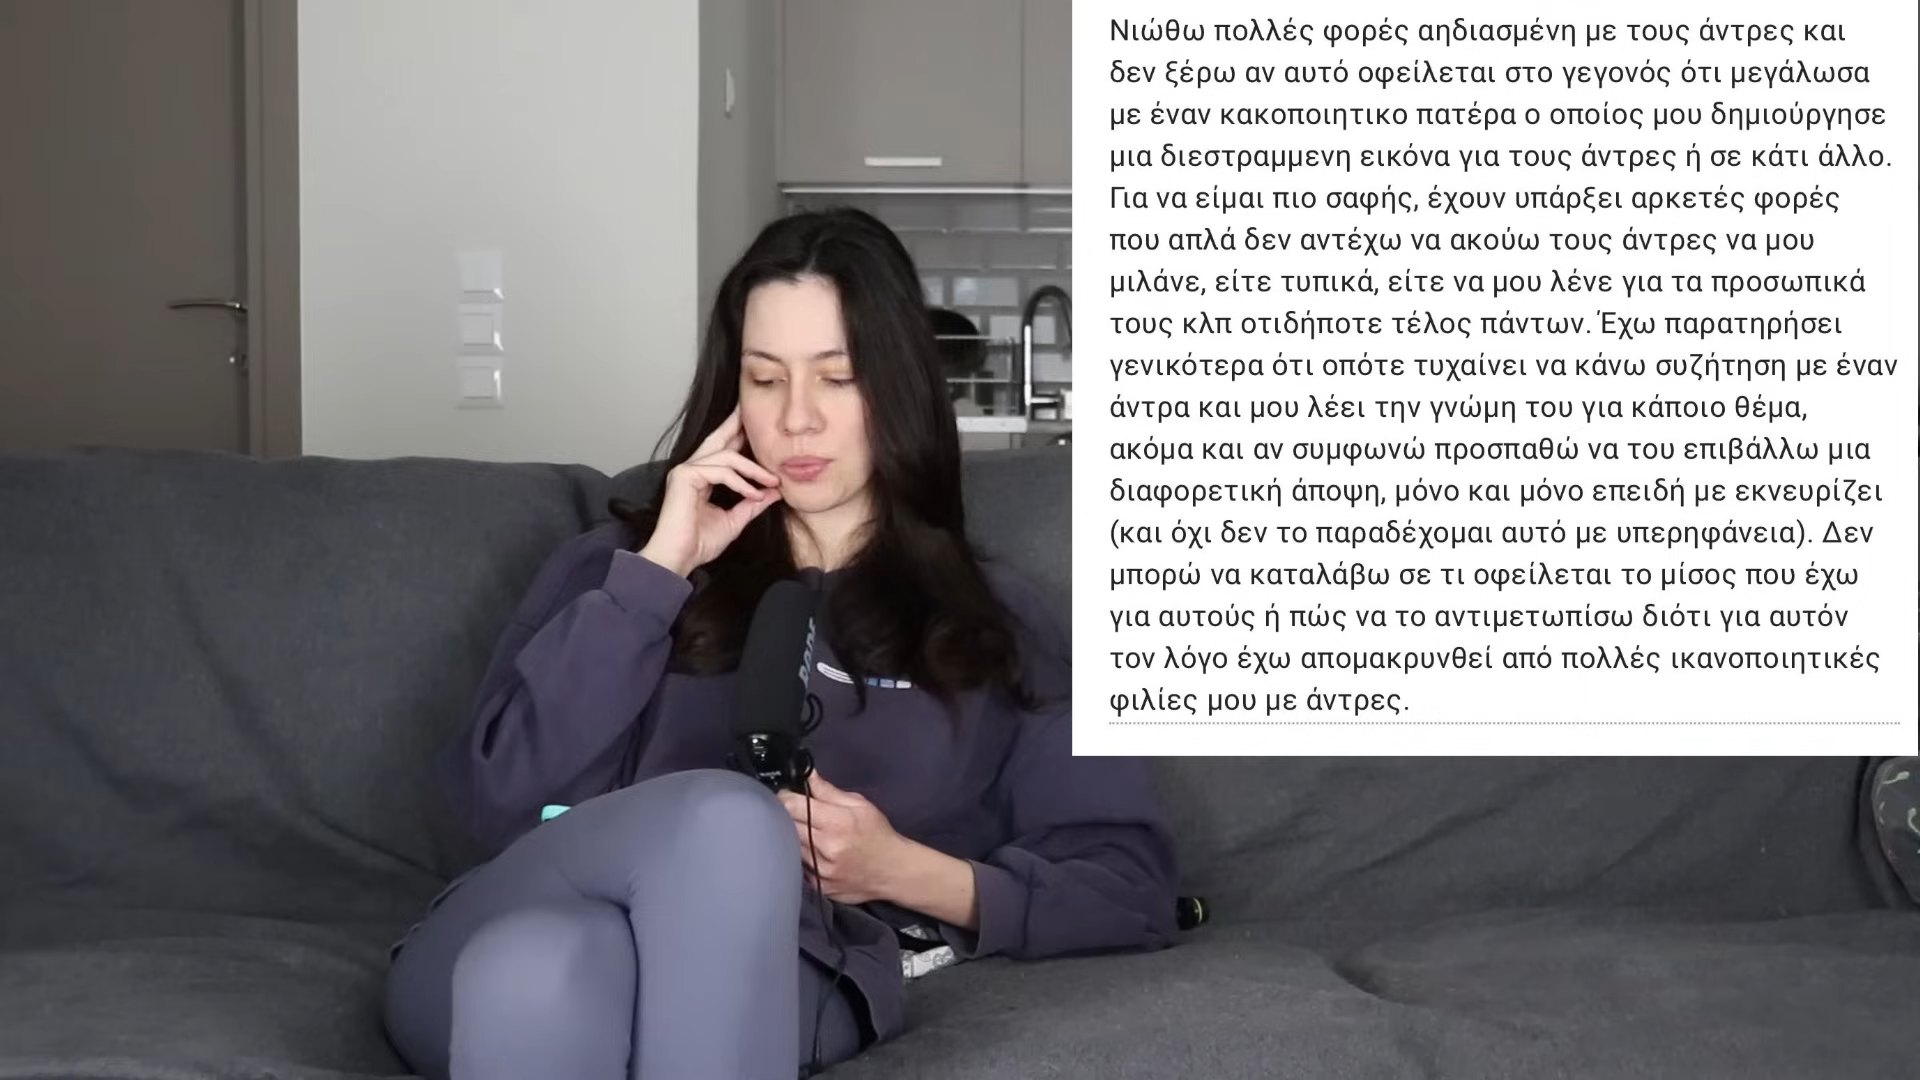 Νιώθω πολλές φορές αηδιασμένη με τους άντρες και
δεν ξέρω αν αυτό οφείλεται στο γεγονός ότι μεγάλωσα
με έναν κακοποιητικο πατέρα ο οποίος μου δημιούργησε
μια διεστραμμενη εικόνα για τους άντρες ή σε κάτι άλλο.
Για να είμαι πιο σαφής, έχουν υπάρξει αρκετές φορές
που απλά δεν αντέχω να ακούω τους άντρες να μου
μιλάνε, είτε τυπικά, είτε να μου λένε για τα προσωπικά
τους κλπ οτιδήποτε τέλος πάντων. Έχω παρατηρήσει
γενικότερα ότι οπότε τυχαίνει να κάνω συζήτηση με έναν
άντρα και μου λέει την γνώμη του για κάποιο θέμα,
ακόμα και αν συμφωνώ προσπαθώ να του επιβάλλω μια
διαφορετική άποψη, μόνο και μόνο επειδή με εκνευρίζει
(και όχι δεν το παραδέχομαι αυτό με υπερηφάνεια). Δεν
μπορώ να καταλάβω σε τι οφείλεται το μίσος που έχω
για αυτούς ή πώς να το αντιμετωπίσω διότι για αυτόν
τον λόγο έχω απομακρυνθεί από πολλές ικανοποιητικές
φιλίες μου με άντρες.